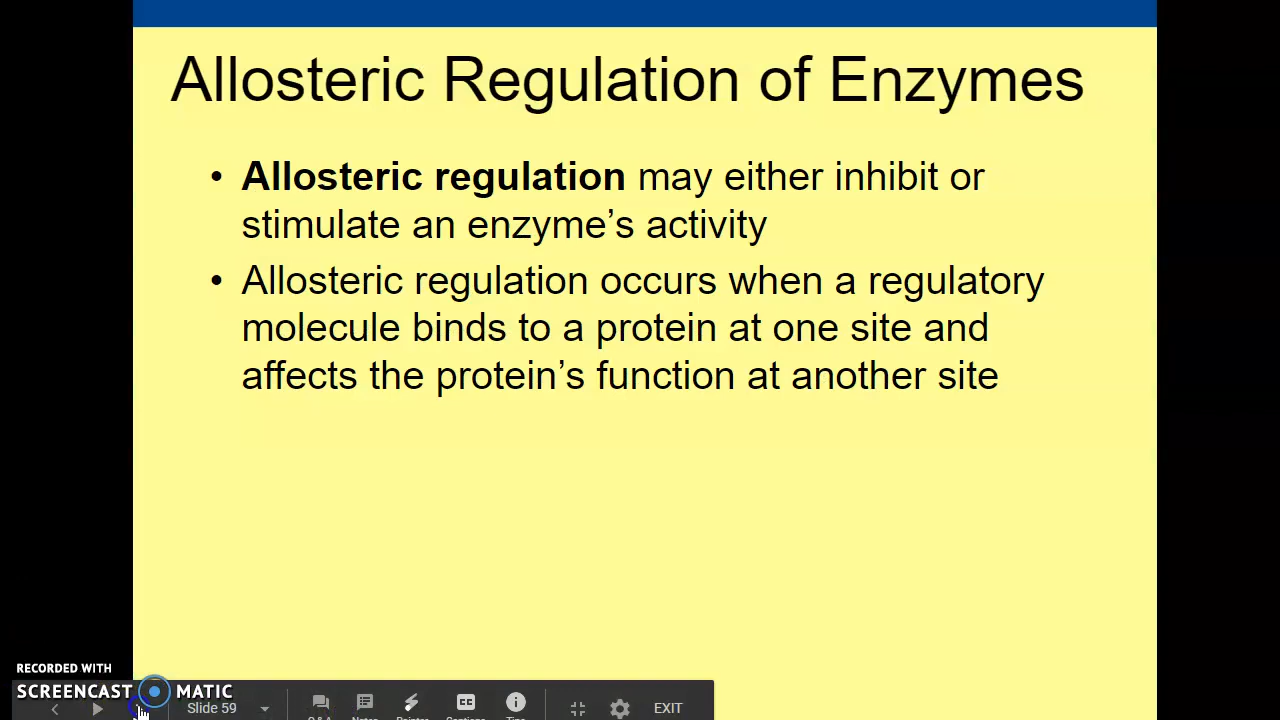 Allosteric Regulation of Enzymes
• Allosteric regulation may either inhibit or
stimulate an enzyme’s activity
• Allosteric regulation occurs when a regulatory
molecule binds to a protein at one site and
affects the protein’s function at another site
RECORDED WITH
SCREENCAST MATIC
Slide 59
EXIT
CC